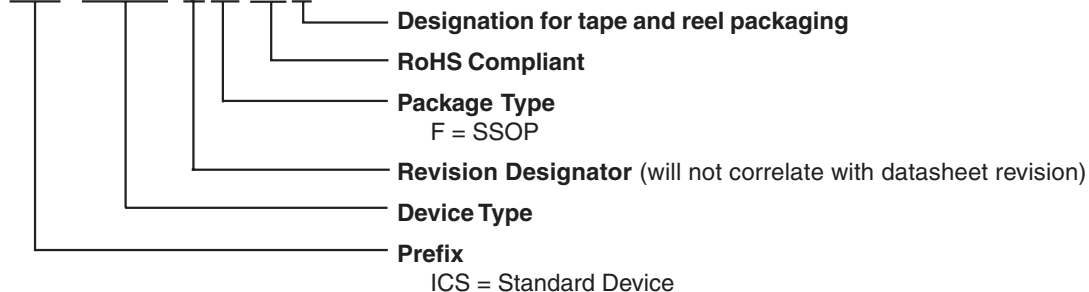 Designation for tape and reel packaging
RoHS Compliant
Package Type
F = SSOP
Revision Designator (will not correlate with datasheet revision)
Device Type
Prefix
ICS = Standard Device